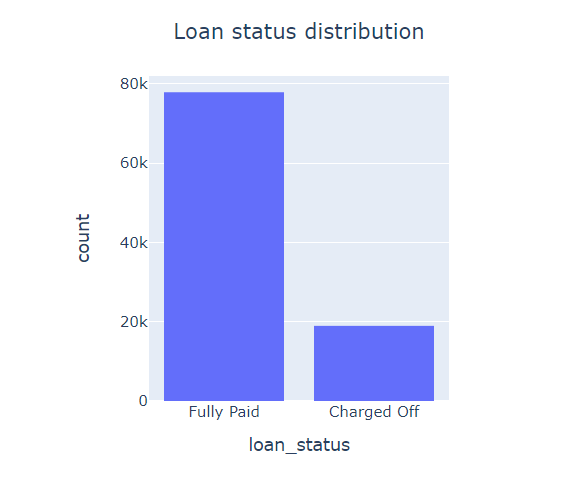 Loan status distribution
80k
60k
40k
20k
0
count
Fully Paid
Charged Off
loan_status